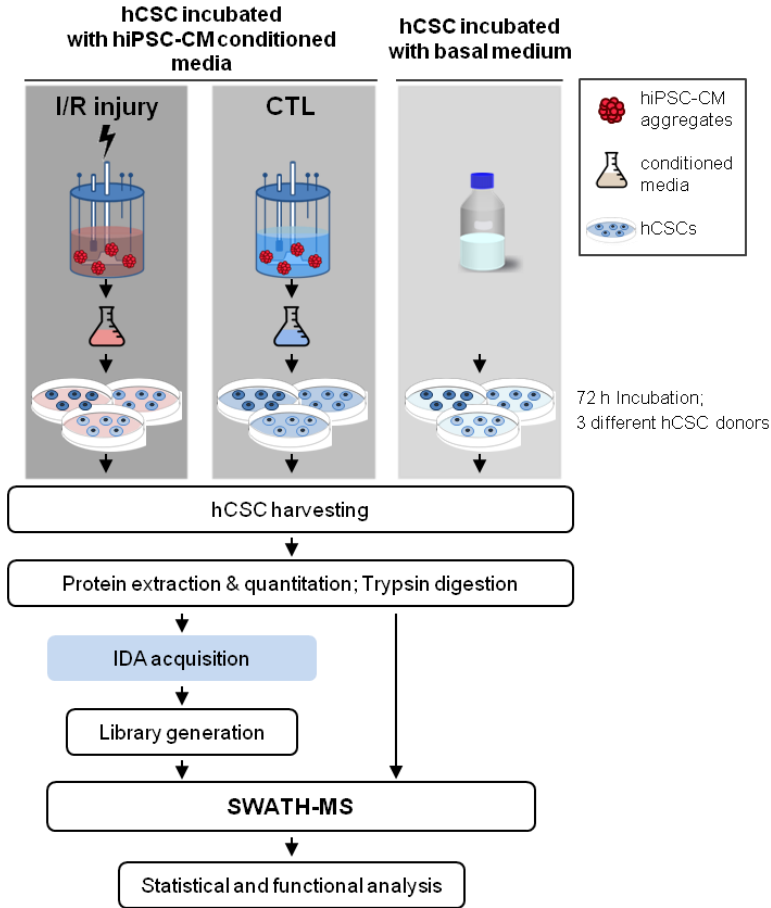 hCSC incubated
with hiPSC-CM conditioned
media
hCSC incubated
with basal medium
I/R injury
CTL
hiPSC-CM
aggregates
conditioned
media
hCSCs
72 h Incubation;
3 different hCSC donors
hCSC harvesting
Protein extraction & quantitation; Trypsin digestion
IDA acquisition
Library generation
SWATH-MS
Statistical and functional analysis